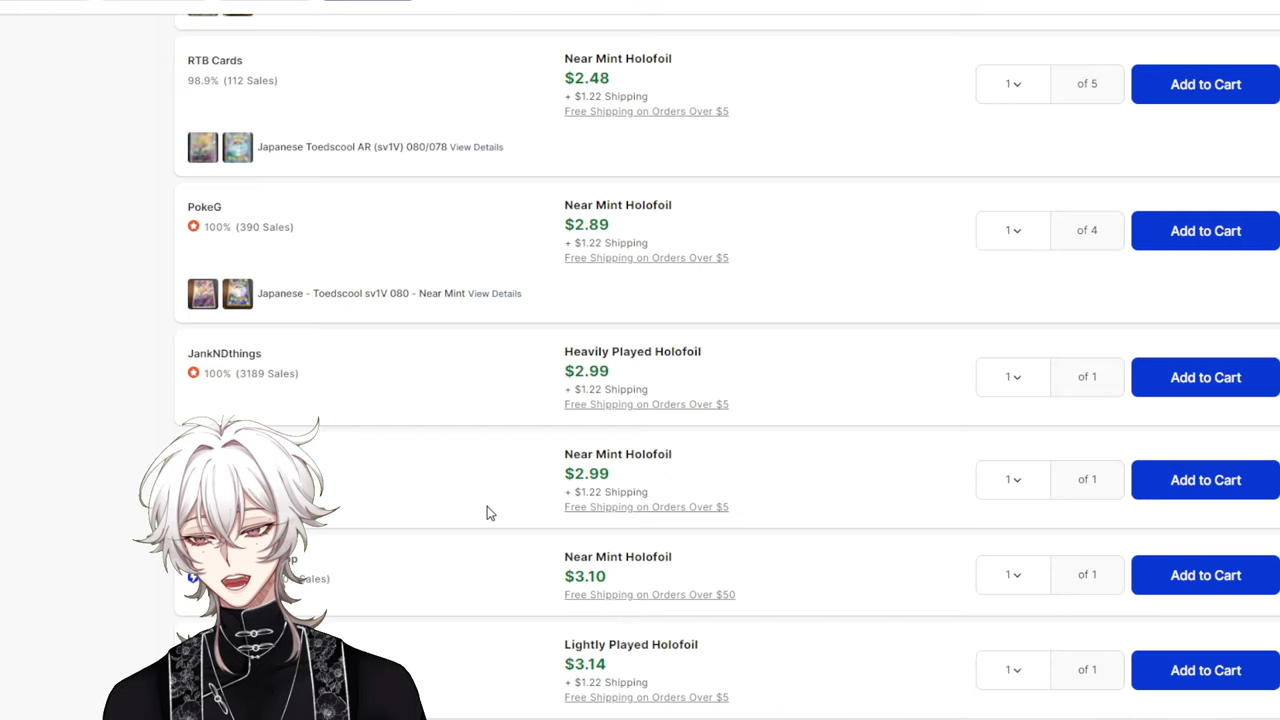 RTB Cards
98.9% (112 Sales)
Near Mint Holofoil
$2.48
+ $1.22 Shipping
Free Shipping on Orders Over $5
1
of 5
Add to Cart
Japanese Toedscool AR (sv1V) 080/078 View Details
PokeG
100% (390 Sales)
Near Mint Holofoil
$2.89
+ $1.22 Shipping
Free Shipping on Orders Over $5
1
of 4
Add to Cart
Japanese - Toedscool sv1V 080 - Near Mint View Details
JankNDthings
100% (3189 Sales)
Heavily Played Holofoil
$2.99
+ $1.22 Shipping
Free Shipping on Orders Over $5
1
of 1
Add to Cart
Near Mint Holofoil
$2.99
+ $1.22 Shipping
Free Shipping on Orders Over $5
1
of 1
Add to Cart
Sales)
Near Mint Holofoil
$3.10
Free Shipping on Orders Over $50
1
of 1
Add to Cart
Lightly Played Holofoil
$3.14
+ $1.22 Shipping
Free Shipping on Orders Over $5
1
of 1
Add to Cart